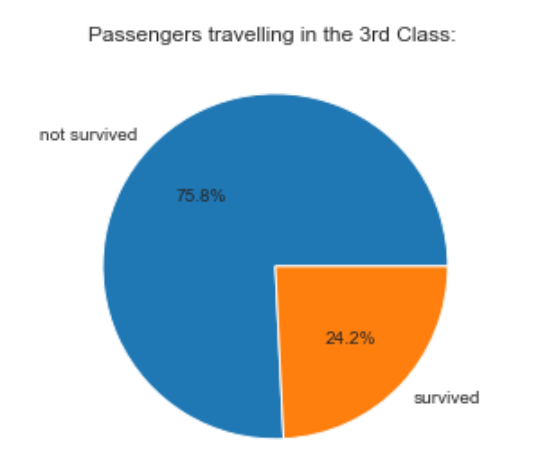 Passengers travelling in the 3rd Class:
not survived
75.8%
24.2%
survived